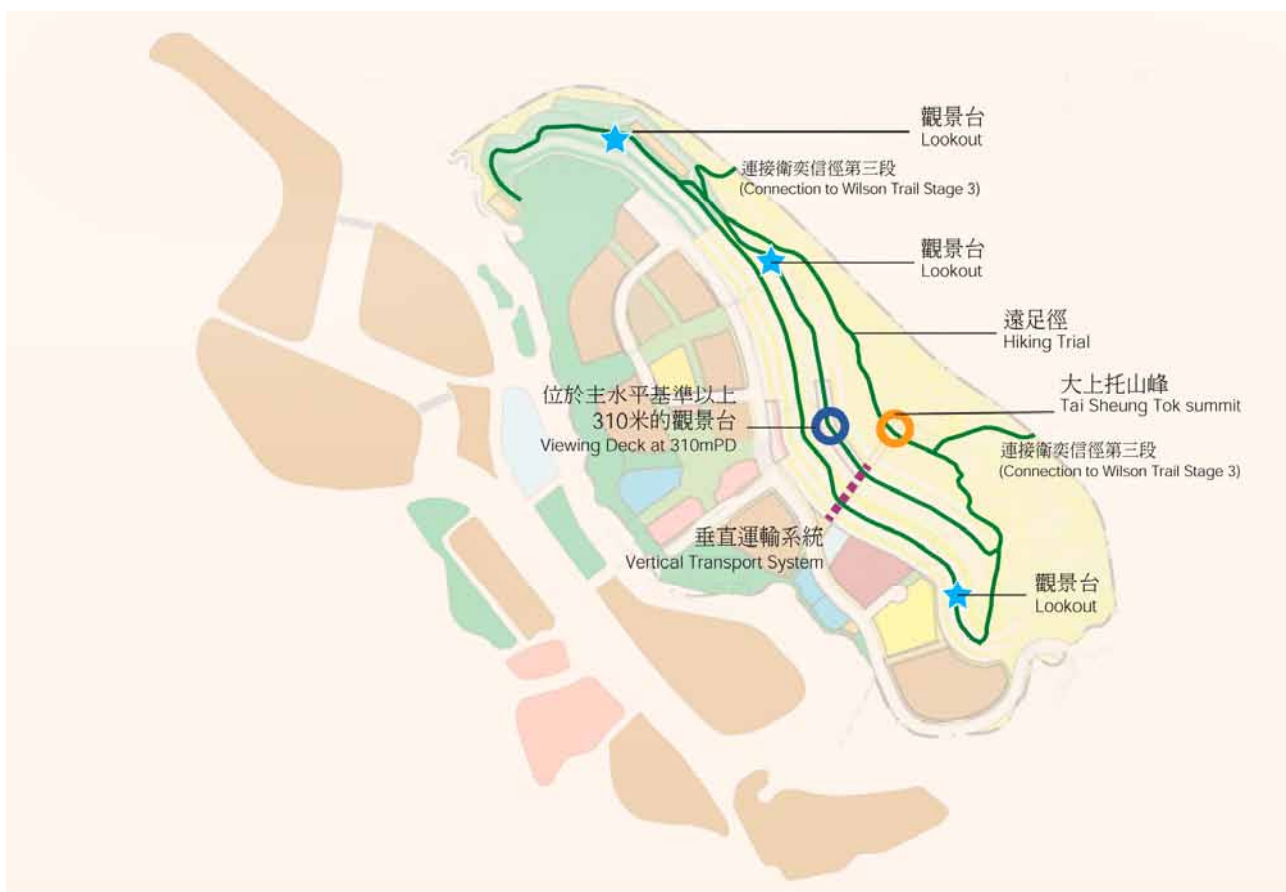 觀景台
Lookout
連接衛奕信徑第三段
(Connection to Wilson Trail Stage 3)
觀景台
Lookout
遠足徑
Hiking Trial
大上托山峰
Tai Sheung Tok summit
位於主水平基準以上
310米的觀景台
Viewing Deck at 310mPD
連接衛奕信徑第三段
(Connection to Wilson Trail Stage 3)
垂直運輸系統
Vertical Transport System
觀景台
Lookout